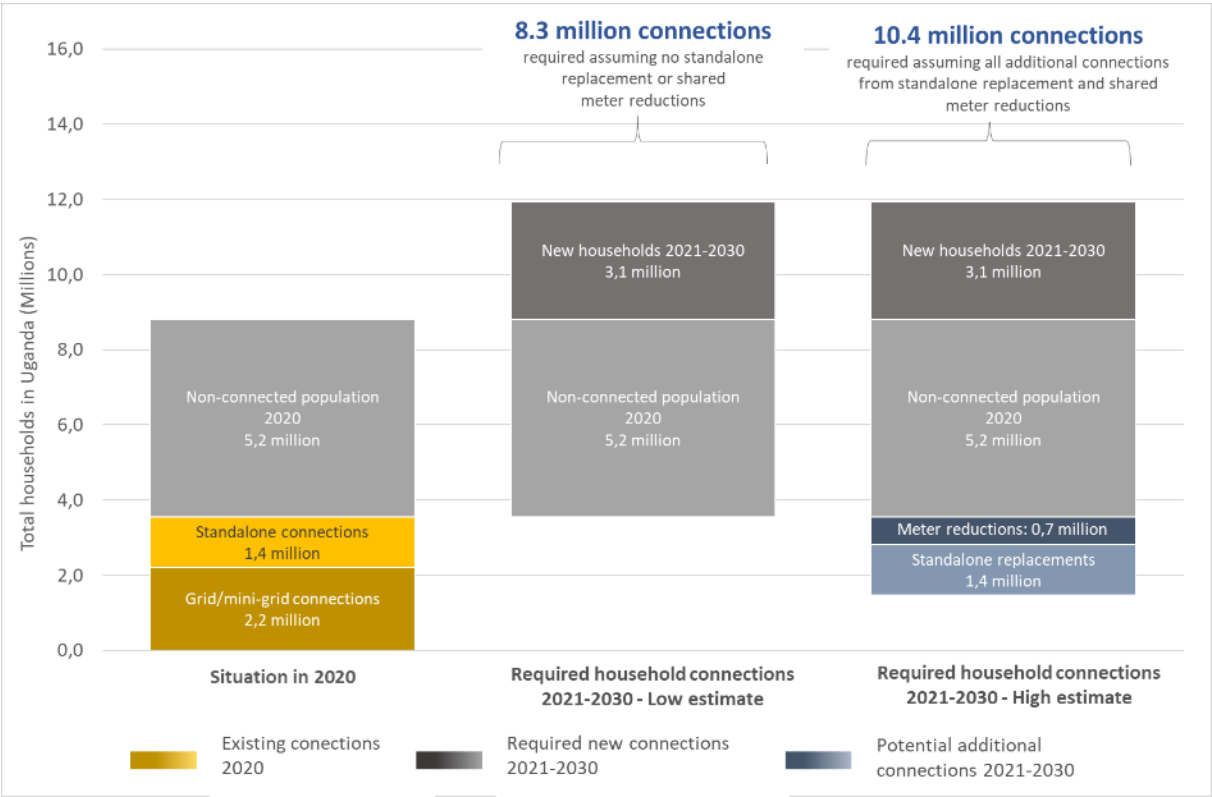 8.3 million connections
required assuming no standalone
replacement or shared
meter reductions
10.4 million connections
required assuming all additional connections
from standalone replacement and shared
meter reductions
Total households in Uganda (Millions)
16,0
14,0
12,0
10,0
8,0
6,0
4,0
2,0
0,0
Non-connected population
2020
5,2 million
Standalone connections
1,4 million
Grid/mini-grid connections
2,2 million
New households 2021-2030
3,1 million
Non-connected population
2020
5,2 million
New households 2021-2030
3,1 million
Non-connected population
2020
5,2 million
Meter reductions: 0,7 million
Standalone replacements
1,4 million
Situation in 2020
Required household connections
2021-2030 - Low estimate
Required household connections
2021-2030 - High estimate
Existing conections
2020
Required new connections
2021-2030
Potential additional
connections 2021-2030